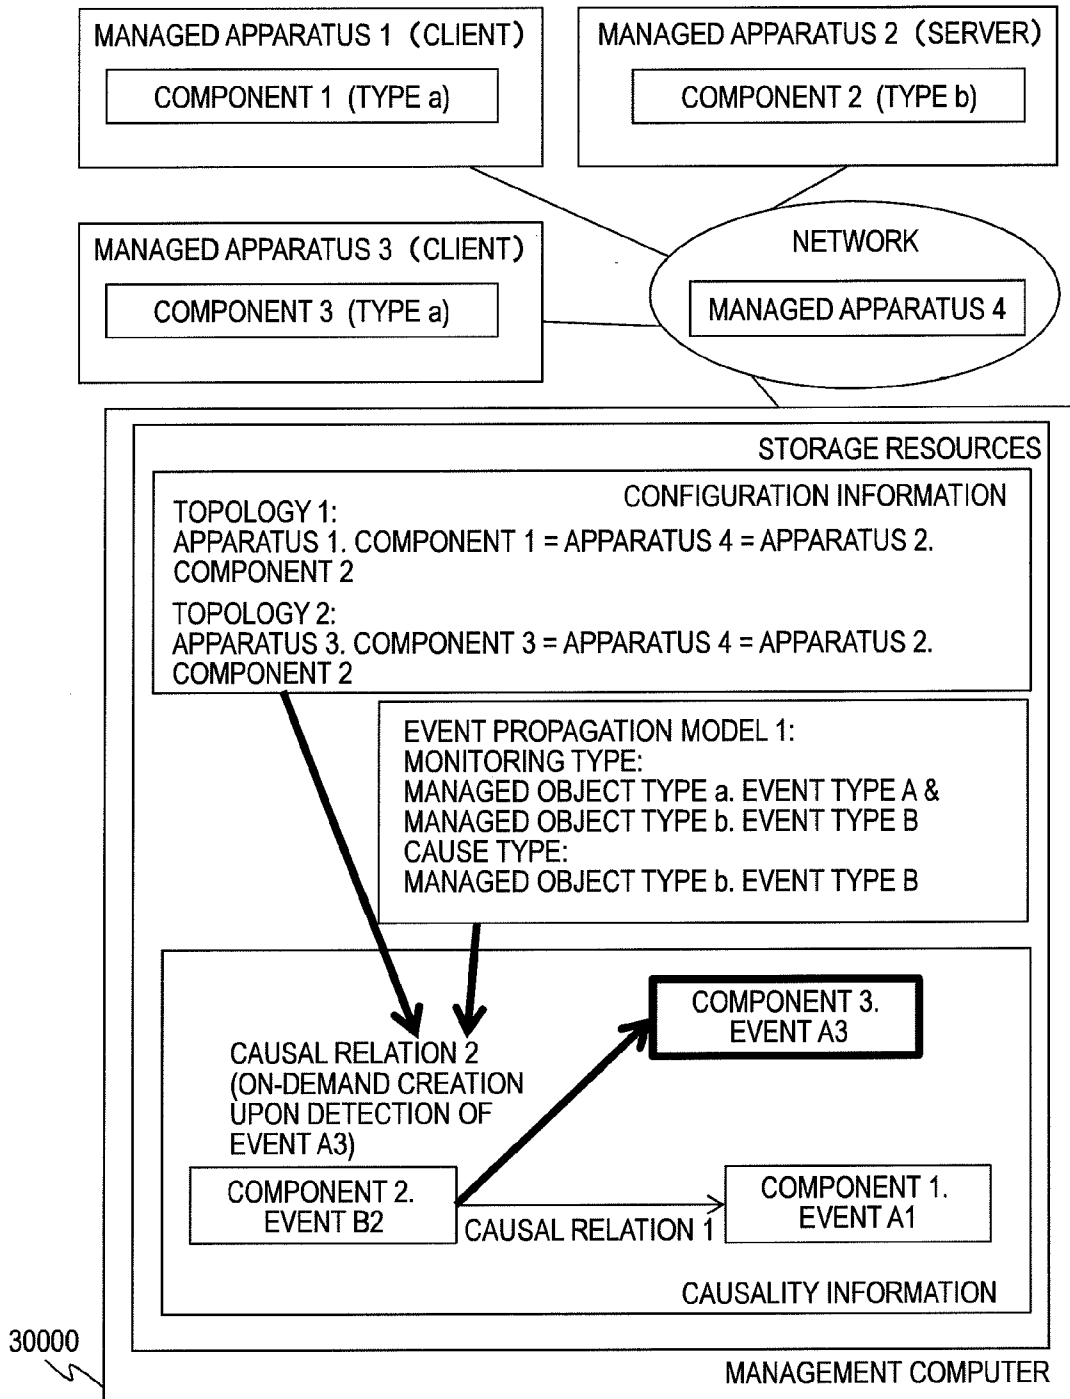 MANAGED APPARATUS 1 (CLIENT)
COMPONENT 1 (TYPE a)
MANAGED APPARATUS 2 (SERVER)
COMPONENT 2 (TYPE b)
MANAGED APPARATUS 3 (CLIENT)
COMPONENT 3 (TYPE a)
NETWORK
MANAGED APPARATUS 4
STORAGE RESOURCES
CONFIGURATION INFORMATION
TOPOLOGY 1:
APPARATUS 1. COMPONENT 1 = APPARATUS 4 = APPARATUS 2.
COMPONENT 2
TOPOLOGY 2:
APPARATUS 3. COMPONENT 3 = APPARATUS 4 = APPARATUS 2.
COMPONENT 2
EVENT PROPAGATION MODEL 1:
MONITORING TYPE:
MANAGED OBJECT TYPE a. EVENT TYPE A &
MANAGED OBJECT TYPE b. EVENT TYPE B
CAUSE TYPE:
MANAGED OBJECT TYPE b. EVENT TYPE B
COMPONENT 3.
EVENT A3
CAUSAL RELATION 2
(ON-DEMAND CREATION
UPON DETECTION OF
EVENT A3)
COMPONENT 2.
EVENT B2
CAUSAL RELATION 1
COMPONENT 1.
EVENT A1
CAUSALITY INFORMATION
30000
MANAGEMENT COMPUTER